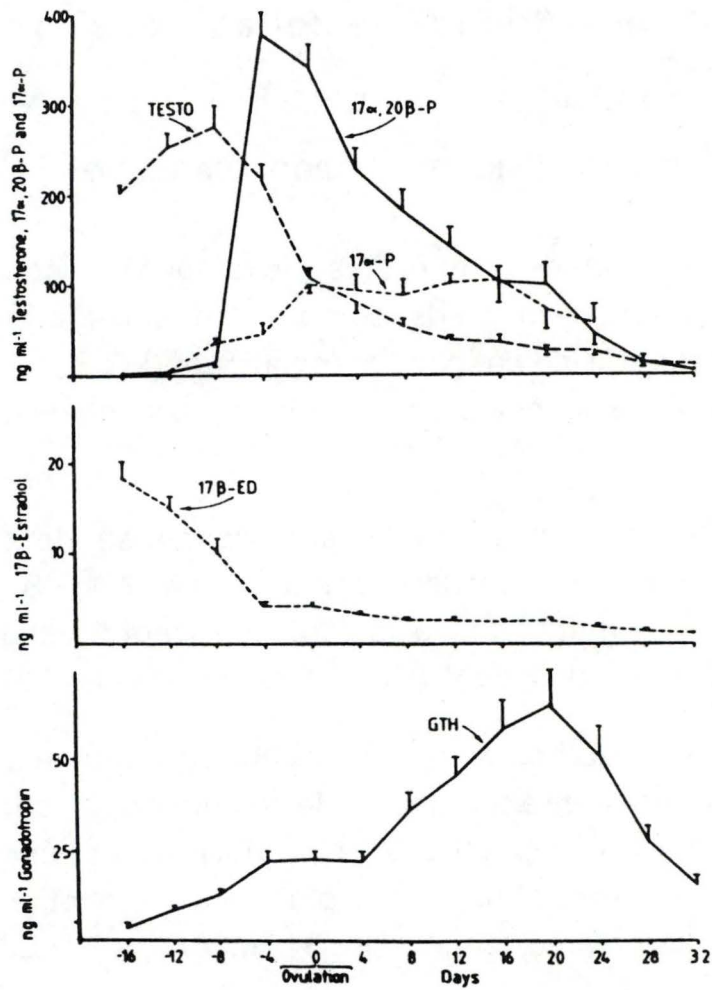 ng ml⁻¹ Testosterone, 17α, 20β-P and 17α-P
400
300
200
100
TESTO
17α, 20β-P
17α-P
ng ml⁻¹ 17β-Estradiol
20
10
17β-ED
ng ml⁻¹ Gonadotropin
50
25
GTH
-16 -12 -8 -4 0 4 8 12 16 20 24 28 32
Ovulation Days